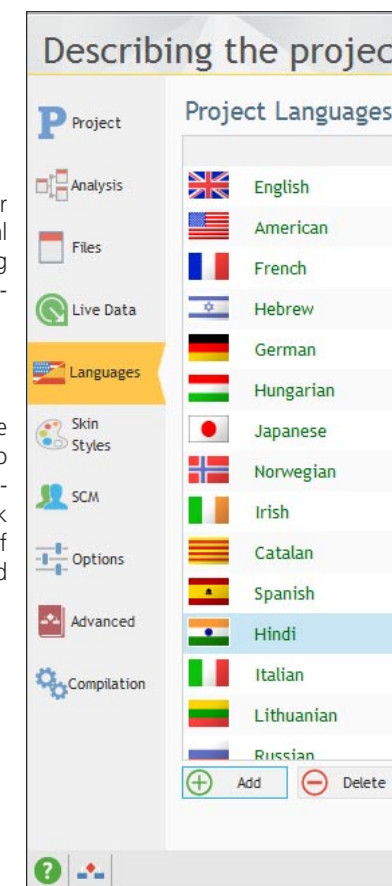 Describing the projec
Project
Analysis
Files
Live Data
Languages
Skin
Styles
SCM
Options
Advanced
Compilation
Project Languages
English
American
French
Hebrew
German
Hungarian
Japanese
Norwegian
Irish
Catalan
Spanish
Hindi
Italian
Lithuanian
Russian
Add
Delete